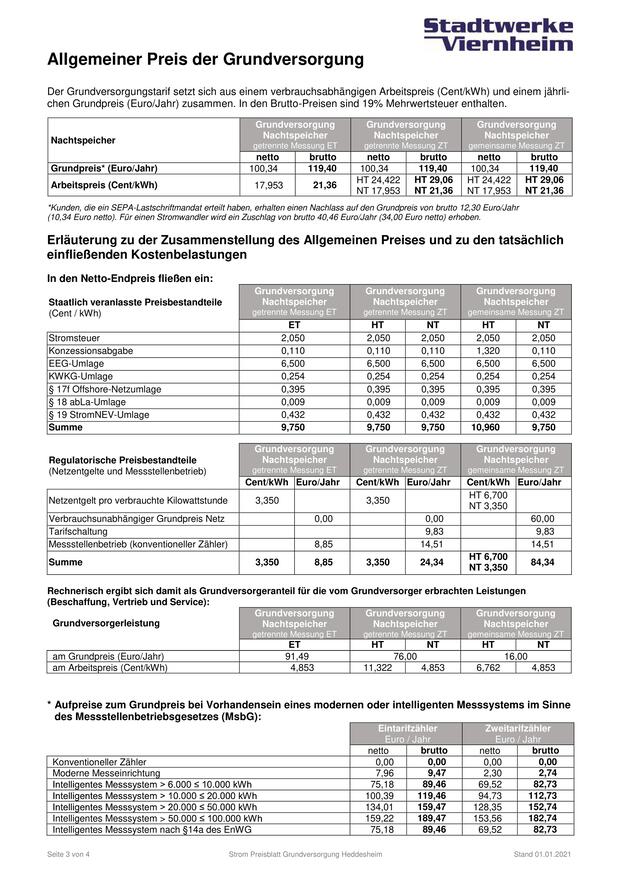 Stadtwerke
Viernheim
Allgemeiner Preis der Grundversorgung
Der Grundversorgungstarif setzt sich aus einem verbrauchsabhängigen Arbeitspreis (Cent/kWh) und einem jährli-
chen Grundpreis (Euro/Jahr) zusammen. In den Brutto-Preisen sind 19% Mehrwertsteuer enthalten.
Nachtspeicher
Grundversorgung Grundversorgung Grundversorgung
Nachtspeicher Nachtspeicher Nachtspeicher
getrennte Messung ET getrennte Messung ZT gemeinsame Messung ZT
netto brutto netto brutto netto brutto
Grundpreis* (Euro/Jahr) 100,34 119,40 100,34 119,40 100,34 119,40
Arbeitspreis (Cent/kWh) 17,953 21,36 HT 24,422 HT 29,06 HT 24,422 HT 29,06
NT 17,953 NT 21,36 NT 17,953 NT 21,36
*Kunden, die ein SEPA-Lastschriftmandat erteilt haben, erhalten einen Nachlass auf den Grundpreis von brutto 12,30 Euro/Jahr
(10,34 Euro netto). Für einen Stromwandler wird ein Zuschlag von brutto 40,46 Euro/Jahr (34,00 Euro netto) erhoben.
Erläuterung zu der Zusammenstellung des Allgemeinen Preises und zu den tatsächlich
einfließenden Kostenbelastungen
In den Netto-Endpreis fließen ein:
Staatlich veranlasste Preisbestandteile
(Cent / kWh)
Grundversorgung Grundversorgung Grundversorgung
Nachtspeicher Nachtspeicher Nachtspeicher
getrennte Messung ET getrennte Messung ZT gemeinsame Messung ZT
ET HT NT HT NT
Stromsteuer 2,050 2,050 2,050 2,050 2,050
Konzessionsabgabe 0,110 0,110 0,110 1,320 0,110
EEG-Umlage 6,500 6,500 6,500 6,500 6,500
KWKG-Umlage 0,254 0,254 0,254 0,254 0,254
§ 17f Offshore-Netzumlage 0,395 0,395 0,395 0,395 0,395
§ 18 abLa-Umlage 0,009 0,009 0,009 0,009 0,009
§ 19 StromNEV-Umlage 0,432 0,432 0,432 0,432 0,432
Summe 9,750 9,750 9,750 10,960 9,750
Regulatorische Preisbestandteile
(Netzentgelte und Messstellenbetrieb)
Grundversorgung Grundversorgung Grundversorgung
Nachtspeicher Nachtspeicher Nachtspeicher
getrennte Messung ET getrennte Messung ZT gemeinsame Messung ZT
Cent/kWh Euro/Jahr Cent/kWh Euro/Jahr Cent/kWh Euro/Jahr
Netzentgelt pro verbrauchte Kilowattstunde 3,350 3,350 HT 6,700
NT 3,350
Verbrauchsunabhängiger Grundpreis Netz 0,00 0,00 60,00
Tarifschaltung 9,83 9,83
Messstellenbetrieb (konventioneller Zähler) 8,85 14,51 14,51
Summe 3,350 8,85 3,350 24,34 HT 6,700 84,34
NT 3,350
Rechnerisch ergibt sich damit als Grundversorgeranteil für die vom Grundversorger erbrachten Leistungen
(Beschaffung, Vertrieb und Service):
Grundversorgerleistung
Grundversorgung Grundversorgung Grundversorgung
Nachtspeicher Nachtspeicher Nachtspeicher
getrennte Messung ET getrennte Messung ZT gemeinsame Messung ZT
ET HT NT HT NT
am Grundpreis (Euro/Jahr) 91,49 76,00 16,00
am Arbeitspreis (Cent/kWh) 4,853 11,322 4,853 6,762 4,853
* Aufpreise zum Grundpreis bei Vorhandensein eines modernen oder intelligenten Messsystems im Sinne
des Messstellenbetriebsgesetzes (MsbG):
Eintarifzähler Zweitarifzähler
Euro / Jahr Euro / Jahr
netto brutto netto brutto
Konventioneller Zähler 0,00 0,00 0,00 0,00
Moderne Messeinrichtung 7,96 9,47 2,30 2,74
Intelligentes Messsystem > 6.000 ≤ 10.000 kWh 75,18 89,46 69,52 82,73
Intelligentes Messsystem > 10.000 ≤ 20.000 kWh 100,39 119,46 94,73 112,73
Intelligentes Messsystem > 20.000 ≤ 50.000 kWh 134,01 159,47 128,35 152,74
Intelligentes Messsystem > 50.000 ≤ 100.000 kWh 159,22 189,47 153,56 182,74
Intelligentes Messsystem nach §14a des EnWG 75,18 89,46 69,52 82,73
Seite 3 von 4 Strom Preisblatt Grundversorgung Heddesheim Stand 01.01.2021